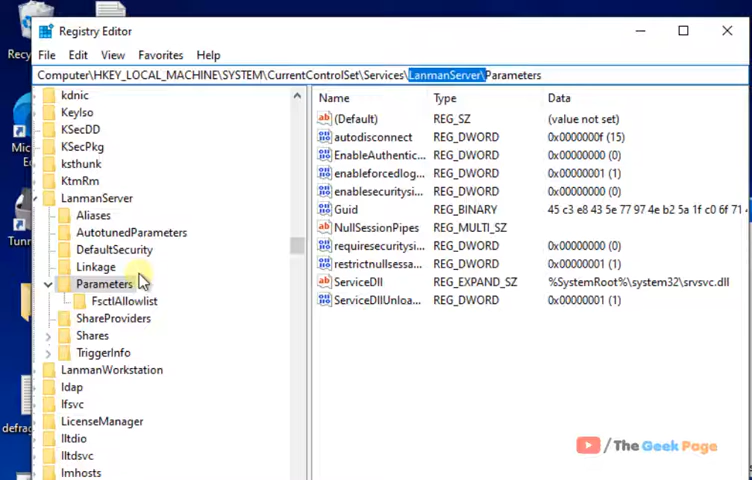 Recy
Registry Editor
File Edit View Favorites Help
Computer\HKEY_LOCAL_MACHINE\SYSTEM\CurrentControlSet\Services\LanmanServer\Parameters
Name Type Data
kdnic
KeyIso
KSecDD
KSecPkg
ksthunk
KtmRm
LanmanServer
Aliases
AutotunedParameters
DefaultSecurity
Linkage
Parameters
FsctlAllowlist
ShareProviders
Shares
TriggerInfo
LanmanWorkstation
ldap
lfsvc
LicenseManager
lltdio
lltdsvc
lmhosts
(Default) REG_SZ (value not set)
autodisconnect REG_DWORD 0x0000000f (15)
EnableAuthentic... REG_DWORD 0x00000000 (0)
enableforcedlog... REG_DWORD 0x00000001 (1)
enablesecuritysi... REG_DWORD 0x00000000 (0)
Guid REG_BINARY 45 c3 e8 43 5e 77 97 4e b2 5a 1f c0 6f 71 4
NullSessionPipes REG_MULTI_SZ
requiresecuritysi... REG_DWORD 0x00000000 (0)
restrictnullsessa... REG_DWORD 0x00000001 (1)
ServiceDll REG_EXPAND_SZ %SystemRoot%\system32\srvsvc.dll
ServiceDllUnloa... REG_DWORD 0x00000001 (1)
Mic
E
Tunn
defrag
/ The Geek Page